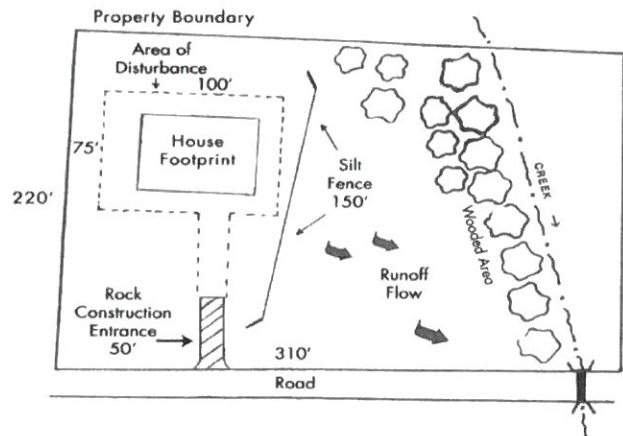 Property Boundary
Area of
Disturbance
100'
House
Footprint
75'
Silt
Fence
150'
220'
CREEK →
Wooded Area
Runoff
Flow
Rock
Construction
Entrance
50'
310'
Road